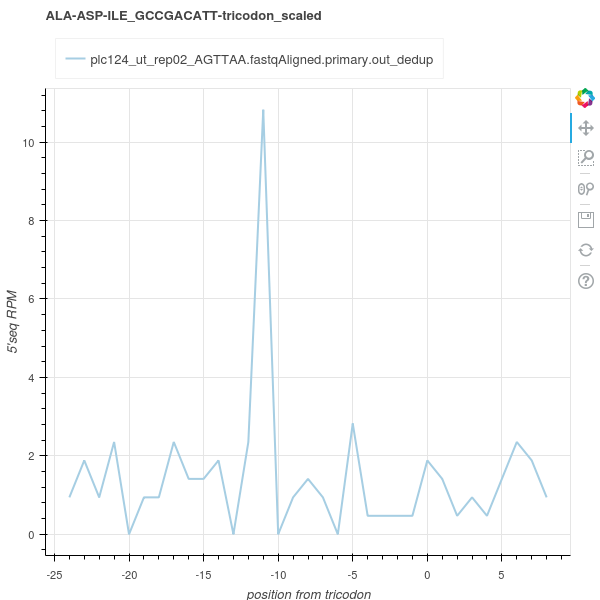 ALA-ASP-ILE_GCCGACATT-tricodon_scaled
plc124_ut_rep02_AGTTAA.fastqAligned.primary.out_dedup
10
8
6
4
2
0
5'seq RPM
-25 -20 -15 -10 -5 0 5
position from tricodon